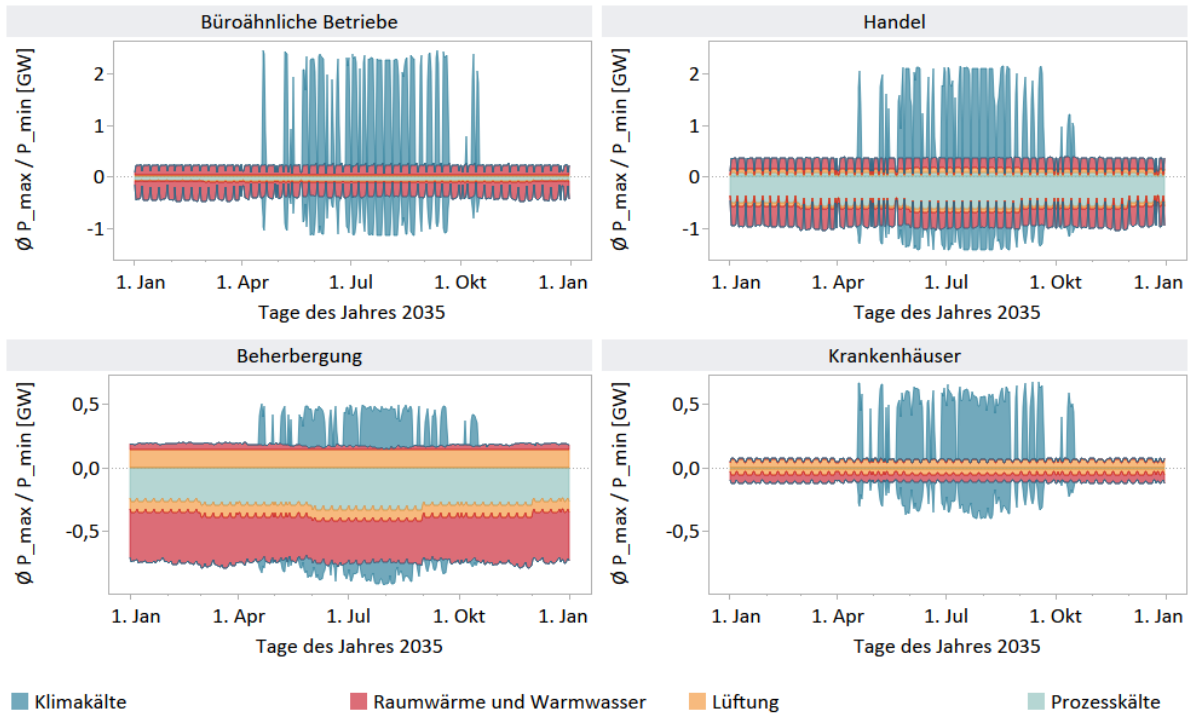 Büroähnliche Betriebe
Ø P_max / P_min [GW]
2
1
0
-1
1. Jan
1. Apr
1. Jul
1. Okt
1. Jan
Tage des Jahres 2035
Handel
Ø P_max / P_min [GW]
2
1
0
-1
1. Jan
1. Apr
1. Jul
1. Okt
1. Jan
Tage des Jahres 2035
Beherbergung
Ø P_max / P_min [GW]
0,5
0,0
-0,5
1. Jan
1. Apr
1. Jul
1. Okt
1. Jan
Tage des Jahres 2035
Krankenhäuser
Ø P_max / P_min [GW]
0,5
0,0
-0,5
1. Jan
1. Apr
1. Jul
1. Okt
1. Jan
Tage des Jahres 2035
Klimakälte
Raumwärme und Warmwasser
Lüftung
Prozesskälte